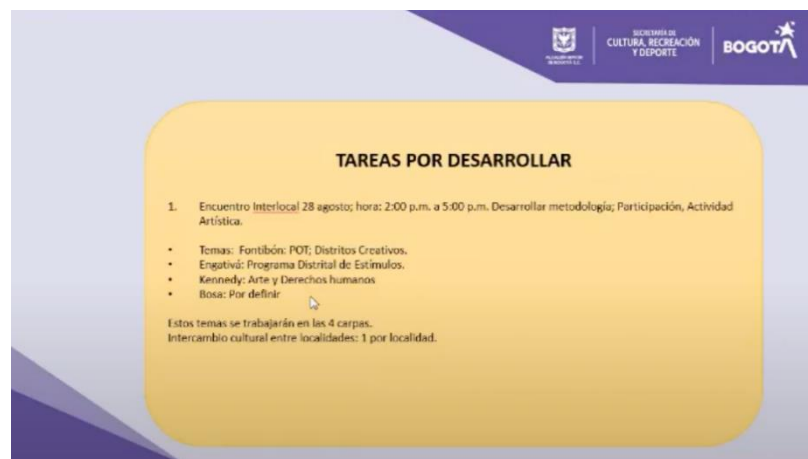 SECRETARÍA DE
CULTURA, RECREACIÓN
Y DEPORTE
BOGOTÁ
TAREAS POR DESARROLLAR
1. Encuentro Interlocal 28 agosto; hora: 2:00 p.m. a 5:00 p.m. Desarrollar metodología; Participación, Actividad
Artística.
• Temas: Fontibón: POT; Distritos Creativos.
• Engativá: Programa Distrital de Estímulos.
• Kennedy: Arte y Derechos humanos
• Bosa: Por definir
Estos temas se trabajarán en las 4 carpas.
Intercambio cultural entre localidades: 1 por localidad.